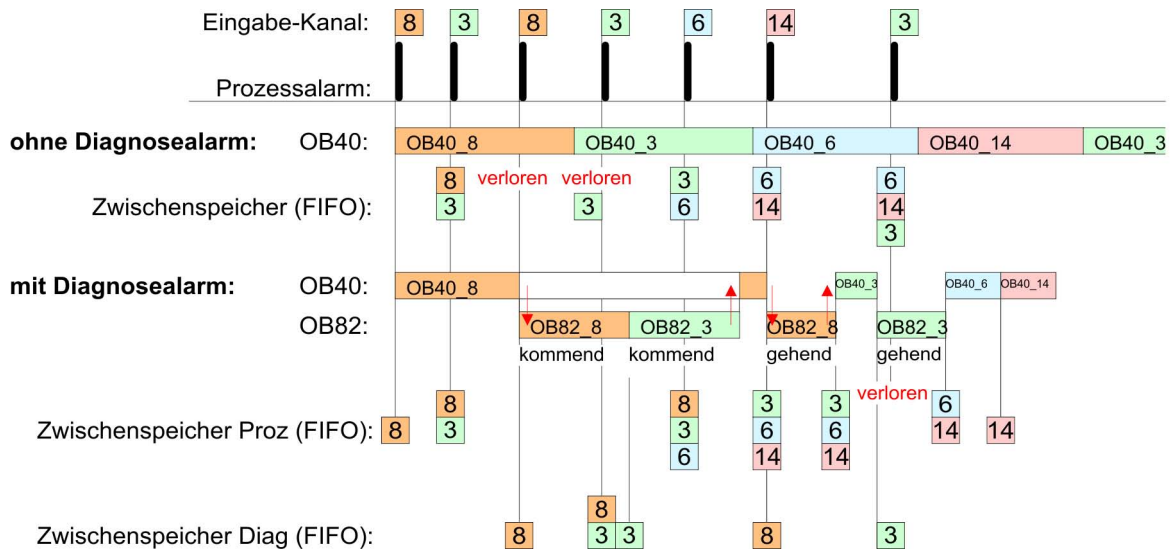 Eingabe-Kanal: 8 3 8 3 6 14 3
Prozessalarm:
ohne Diagnosealarm: OB40: OB40_8 OB40_3 OB40_6 OB40_14 OB40_3
8 verloren verloren 3 6 6
Zwischenspeicher (FIFO): 3 3 6 14 14
3
mit Diagnosealarm: OB40: OB40_8 OB40_3 OB40_6 OB40_14
OB82: OB82_8 OB82_3 OB82_8 OB82_3
kommend kommend gehend gehend
verloren
8 8 3 3 6
Zwischenspeicher Proz (FIFO): 8 3 3 6 6 14 14
6 14 14
8
Zwischenspeicher Diag (FIFO): 8 3 3 8 3